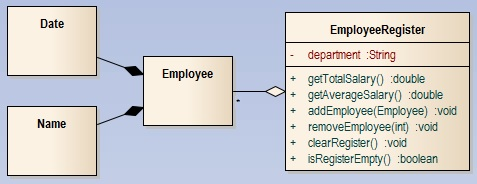 Date
Name
Employee
*
EmployeeRegister
- department :String
+ getTotalSalary() :double
+ getAverageSalary() :double
+ addEmployee(Employee) :void
+ removeEmployee(int) :void
+ clearRegister() :void
+ isRegisterEmpty() :boolean